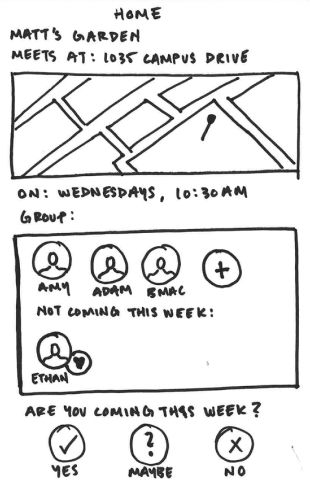 HOME
MATT'S GARDEN
MEETS AT: 1035 CAMPUS DRIVE
ON: WEDNESDAYS, 10:30AM
GROUP:
+
AMY ADAM BMAC
NOT COMING THIS WEEK:
ETHAN
ARE YOU COMING THIS WEEK?
? X
YES MAYBE NO